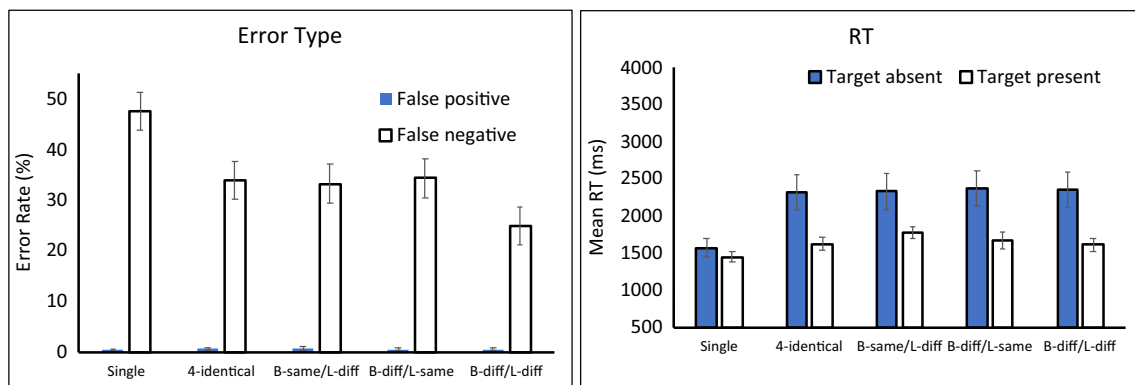 Error Type
50
40
30
20
10
0
Error Rate (%)
False positive
False negative
Single 4-identical B-same/L-diff B-diff/L-same B-diff/L-diff
RT
4000
3500
3000
2500
2000
1500
1000
500
Mean RT (ms)
Target absent Target present
Single 4-identical B-same/L-diff B-diff/L-same B-diff/L-diff